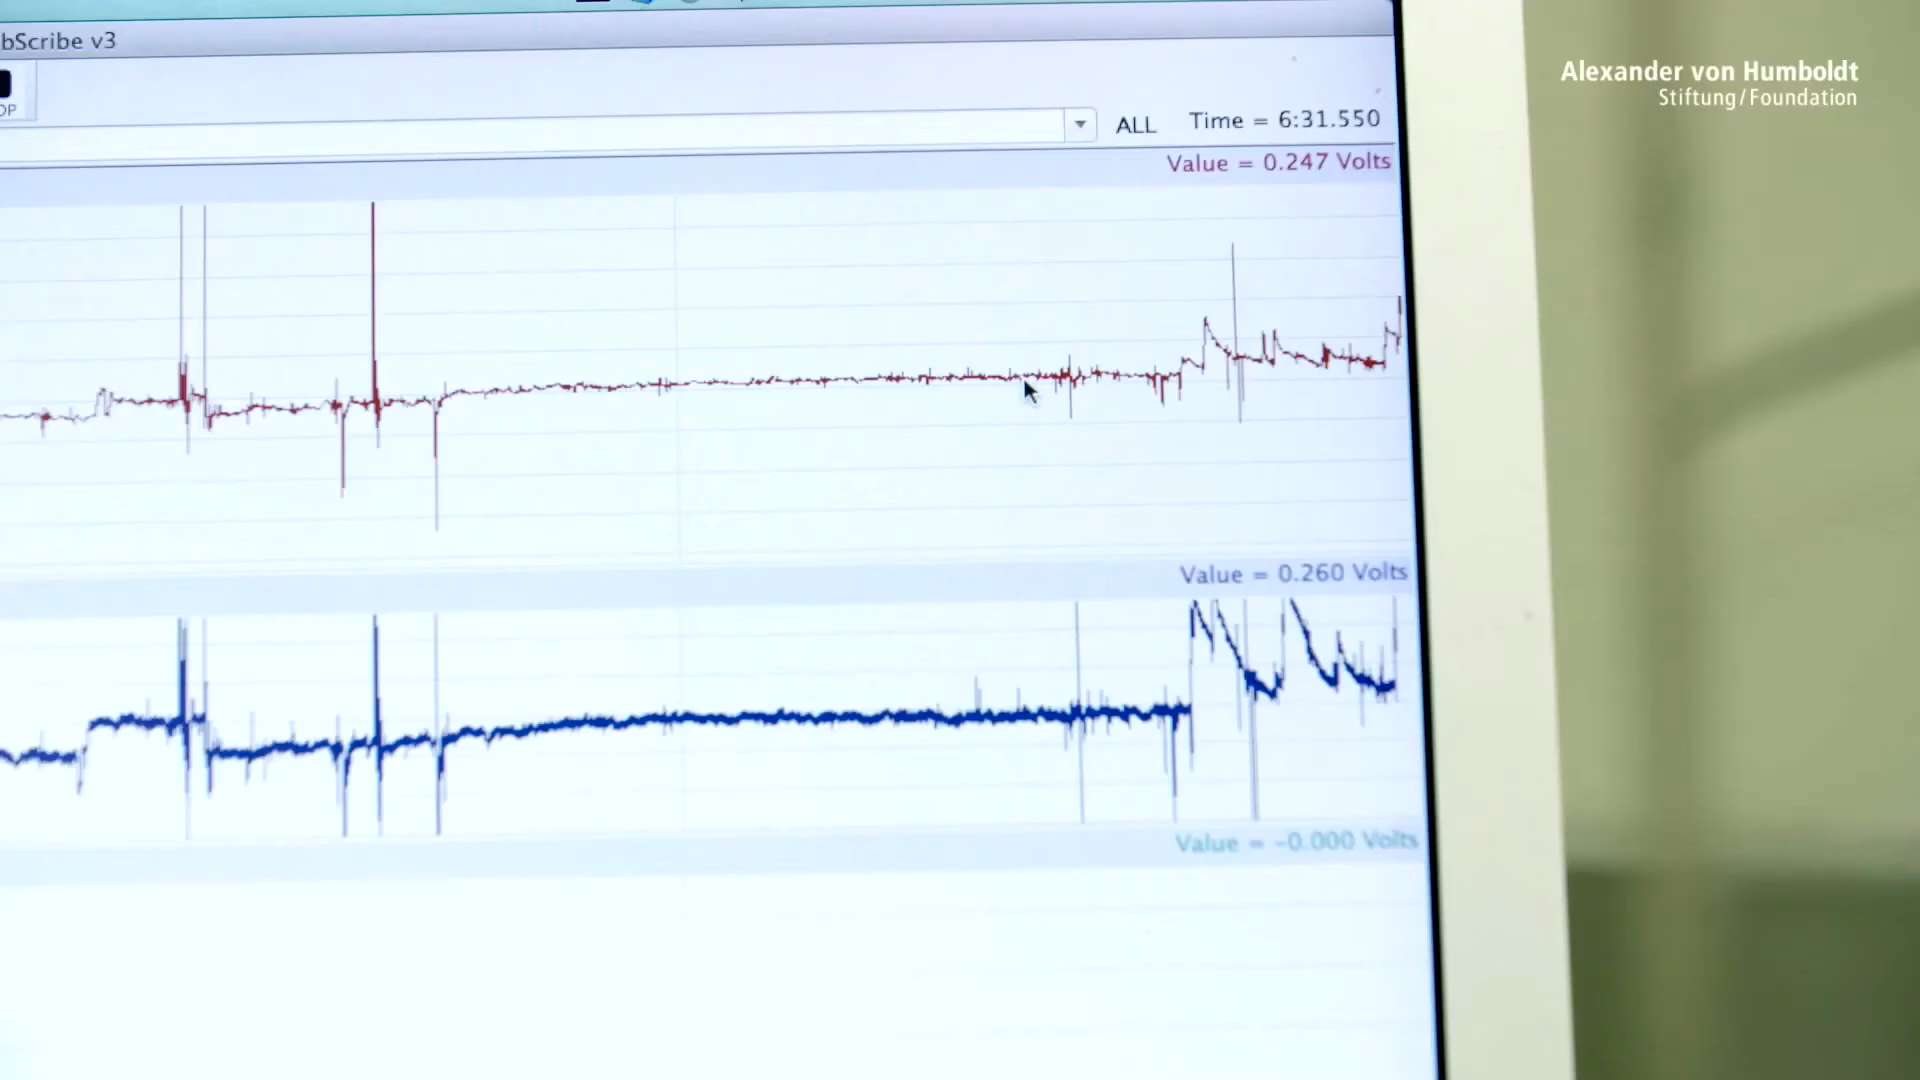 bScribe v3
OP
ALL
Time = 6:31.550
Value = 0.247 Volts
Value = 0.260 Volts
Value = -0.000 Volts
Alexander von Humboldt
Stiftung/Foundation